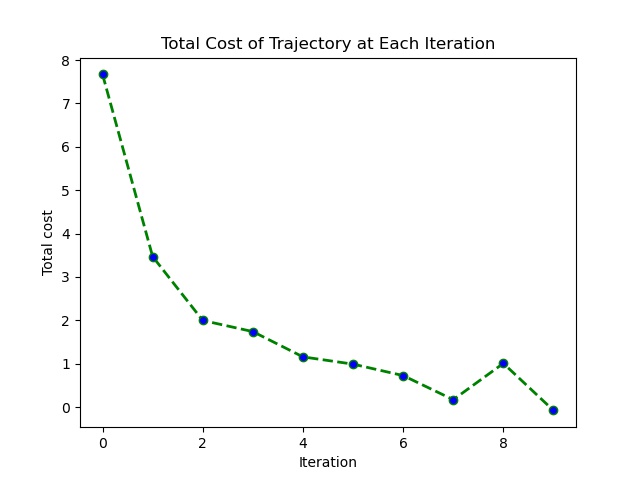 Total Cost of Trajectory at Each Iteration
8
7
6
5
4
3
2
1
0
Total cost
0 2 4 6 8
Iteration